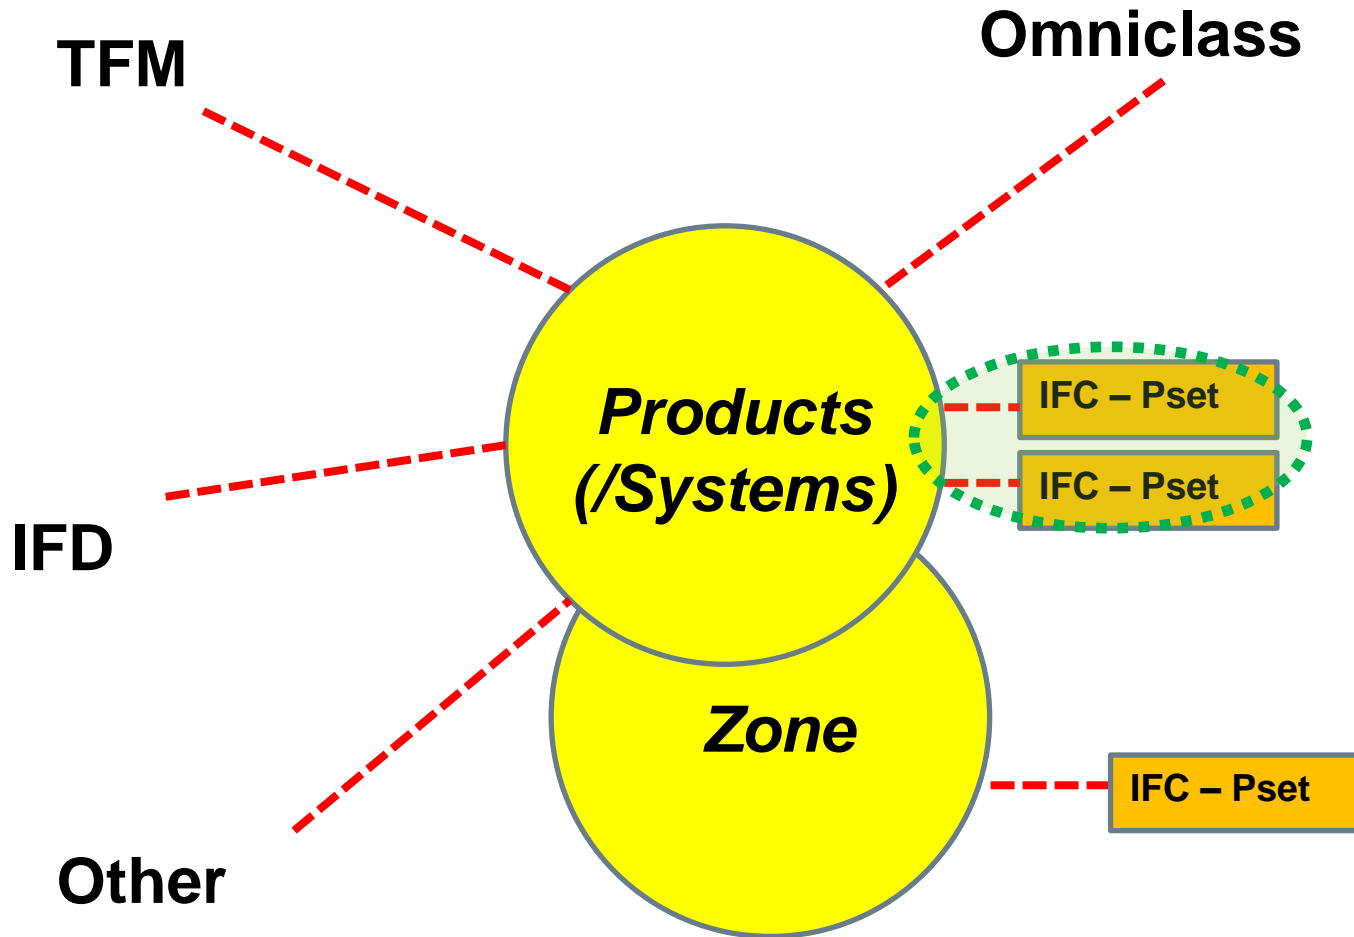 Omniclass
TFM
IFC – Pset
Products
(/Systems)
IFC – Pset
IFD
Zone
IFC – Pset
Other